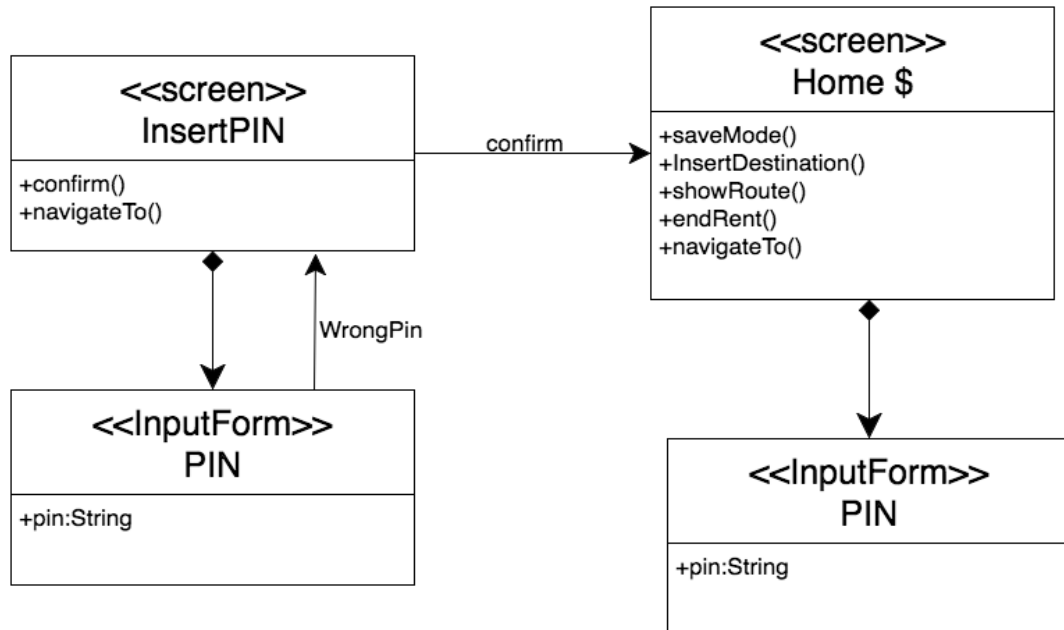 <<screen>>
InsertPIN
+confirm()
+navigateTo()
confirm
<<screen>>
Home $
+saveMode()
+InsertDestination()
+showRoute()
+endRent()
+navigateTo()
WrongPin
<<InputForm>>
PIN
+pin:String
<<InputForm>>
PIN
+pin:String